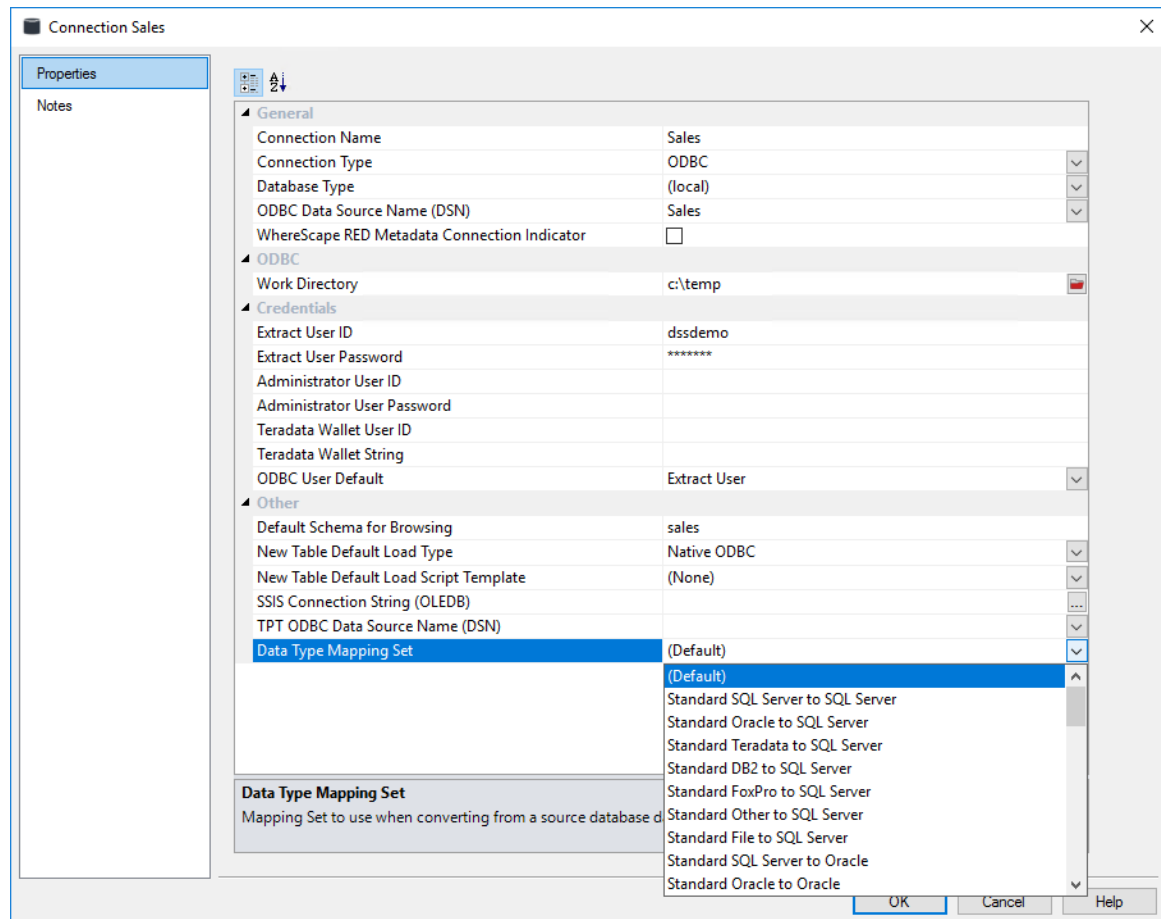 Connection Sales
Properties
Notes
General
Connection Name Sales
Connection Type ODBC
Database Type (local)
ODBC Data Source Name (DSN) Sales
WhereScape RED Metadata Connection Indicator
ODBC
Work Directory c:\temp
Credentials
Extract User ID dssdemo
Extract User Password *******
Administrator User ID
Administrator User Password
Teradata Wallet User ID
Teradata Wallet String
ODBC User Default Extract User
Other
Default Schema for Browsing sales
New Table Default Load Type Native ODBC
New Table Default Load Script Template (None)
SSIS Connection String (OLEDB) ...
TPT ODBC Data Source Name (DSN)
Data Type Mapping Set (Default)
(Default)
Standard SQL Server to SQL Server
Standard Oracle to SQL Server
Standard Teradata to SQL Server
Standard DB2 to SQL Server
Standard FoxPro to SQL Server
Standard Other to SQL Server
Standard File to SQL Server
Standard SQL Server to Oracle
Standard Oracle to Oracle
Data Type Mapping Set
Mapping Set to use when converting from a source database d
OK Cancel Help